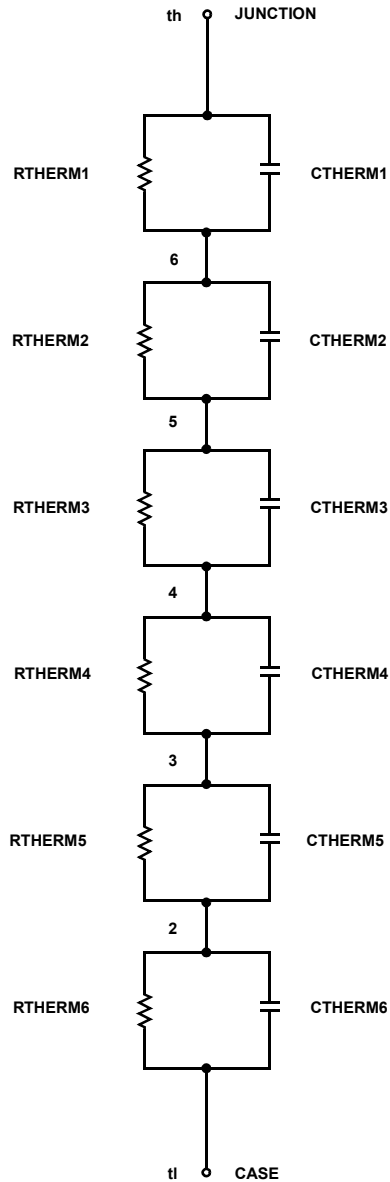 th JUNCTION
RTHERM1 CTHERM1
6
RTHERM2 CTHERM2
5
RTHERM3 CTHERM3
4
RTHERM4 CTHERM4
3
RTHERM5 CTHERM5
2
RTHERM6 CTHERM6
tl CASE